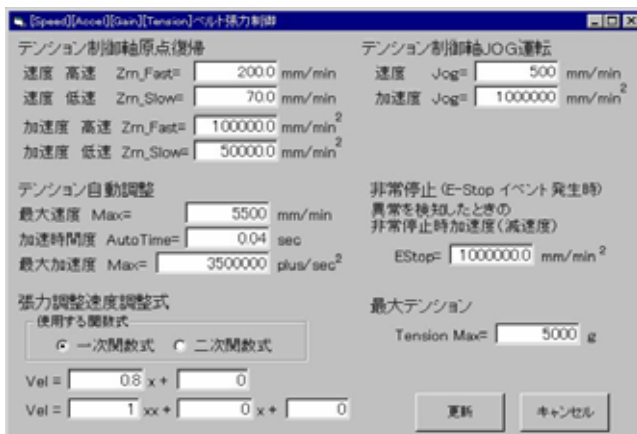 [Speed][Accel][Gain][Tension]ベルト張力制御
テンション制御軸原点復帰
速度 高速 Zrn_Fast= 200.0 mm/min
速度 低速 Zrn_Slow= 70.0 mm/min
加速度 高速 Zrn_Fast= 100000.0 mm/min2
加速度 低速 Zrn_Slow= 50000.0 mm/min2
テンション制御軸JOG運転
速度 Jog= 500 mm/min
加速度 Jog= 1000000 mm/min2
テンション自動調整
最大速度 Max= 5500 mm/min
加速時間度 AutoTime= 0.04 sec
最大加速度 Max= 3500000 plus/sec2
非常停止 (E-Stop イベント発生時)
異常を検知したときの
非常停止時加速度(減速度)
EStop= 1000000.0 mm/min2
張力調整速度調整式
使用する関数式
一次関数式 二次関数式
Vel = 0.8 x + 0
Vel = 1 xx + 0 x + 0
最大テンション
Tension Max= 5000 g
更新 キャンセル